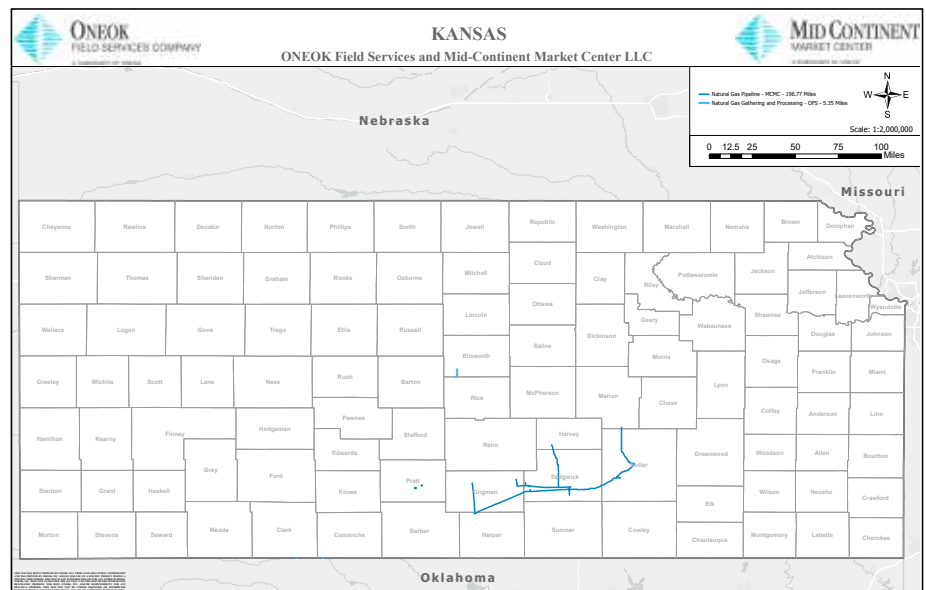 ONEOK
FIELD SERVICES COMPANY
KANSAS
ONEOK Field Services and Mid-Continent Market Center LLC
MID CONTINENT
MARKET CENTER
Natural Gas Pipeline - MCMC - 196.77 Miles
Natural Gas Gathering and Processing - OFS - 5.35 Miles
N
W E
S
Scale: 1:2,000,000
0 12.5 25 50 75 100
Miles
Nebraska
Missouri
Cheyenne Rawlins Decatur Norton Phillips Smith Jewell Republic Washington Marshall Nemaha Brown Doniphan
Atchison
Sherman Thomas Sheridan Graham Rooks Osborne Mitchell Cloud Clay Riley Pottawatomie Jackson
Jefferson Leavenworth
Wyandotte
Wallace Logan Gove Trego Ellis Russell Lincoln Ottawa Dickinson Geary Wabaunsee Shawnee Douglas Johnson
Ellsworth Saline Morris Osage
Greeley Wichita Scott Lane Ness Rush Barton Rice McPherson Marion Chase Lyon Franklin Miami
Hamilton Kearny Finney Hodgeman Pawnee Stafford Reno Harvey Coffey Anderson Linn
Edwards Butler Greenwood Woodson Allen Bourbon
Stanton Grant Haskell Gray Ford Kiowa Pratt Kingman Sedgwick Elk Wilson Neosho Crawford
Morton Stevens Seward Meade Clark Comanche Barber Harper Sumner Cowley Chautauqua Montgomery Labette Cherokee
Oklahoma